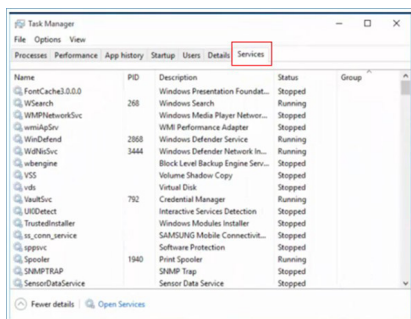 Task Manager
File Options View
Processes Performance App history Startup Users Details Services
Name PID Description Status Group
FontCache3.0.0.0 Windows Presentation Foundat... Stopped
WSearch 268 Windows Search Running
WMPNetworkSvc Windows Media Player Networ... Stopped
wmiApSrv WMI Performance Adapter Stopped
WinDefend 2868 Windows Defender Service Running
WdNisSvc 3444 Windows Defender Network In... Running
wbengine Block Level Backup Engine Serv... Stopped
VSS Volume Shadow Copy Stopped
vds Virtual Disk Stopped
VaultSvc 792 Credential Manager Running
UI0Detect Interactive Services Detection Stopped
TrustedInstaller Windows Modules Installer Stopped
ss_conn_service SAMSUNG Mobile Connectivit... Stopped
sppsvc Software Protection Stopped
Spooler 1940 Print Spooler Running
SNMPTRAP SNMP Trap Stopped
SensorDataService Sensor Data Service Stopped
Fewer details Open Services